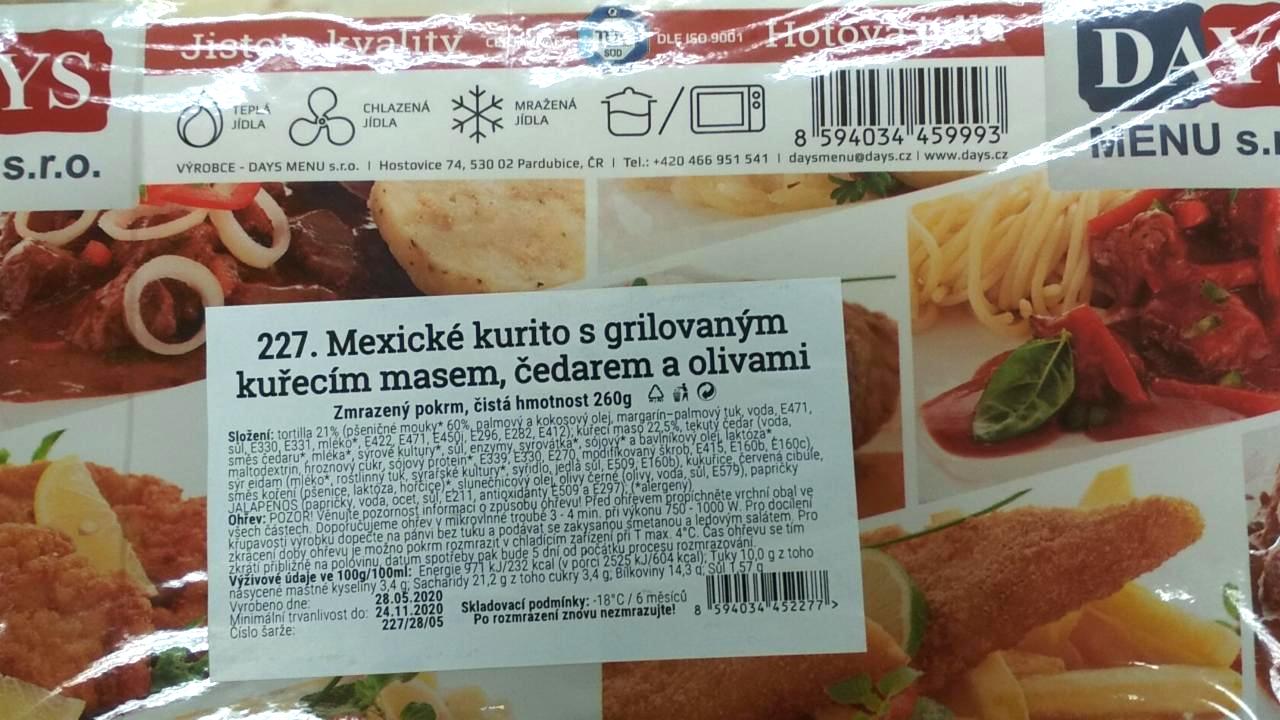 Jistota kvality
DLE ISO 9001
Hotová jídla
SÜD
AYS
s.r.o.
DAYS
MENU s.r
TEPLÁ
JÍDLA
CHLAZENÁ
JÍDLA
MRAŽENÁ
JÍDLA
8 594034 459993
VÝROBCE - DAYS MENU s.r.o. | Hostovice 74, 530 02 Pardubice, ČR | Tel.: +420 466 951 541 | daysmenu@days.cz | www.days.cz
227. Mexické kurito s grilovaným
kuřecím masem, čedarem a olivami
Zmrazený pokrm, čistá hmotnost 260g
Složení: tortilla 21% (pšeničné mouky* 60%, palmový a kokosový olej, margarín-palmový tuk, voda, E471,
sůl, E330, E331, mléko*, E422, E471, E450i, E296, E282, E412), kuřecí maso 22,5%, tekutý čedar (voda,
směs čedaru*, mléka*, sýrové kultury*, sůl, enzymy, syrovátka*, sójový* a bavlníkový olej, laktóza*,
maltodextrin, hroznový cukr, sójový protein*, E339, E330, E270, modifikovaný škrob, E415, E160b, E160c),
sýr eidam (mléko*, rostlinný tuk, sýrařské kultury*, syřidlo, jedlá sůl, E509, E160b), kukuřice, červená cibule,
směs koření (pšenice, laktóza, hořčice)*, slunečnicový olej, olivy černé (olivy, voda, sůl, E579), papričky
JALAPENOS (papričky, voda, ocet, sůl, E211, antioxidanty E509 a E297). (*alergeny)
Ohřev: POZOR! Věnujte pozornost informaci o způsobu ohřevu! Před ohřevem propíchněte vrchní obal ve
všech částech. Doporučujeme ohřev v mikrovlnné troubě 3 - 4 min. při výkonu 750 - 1000 W. Pro docílení
křupavosti výrobku dopečte na pánvi bez tuku a podávat se zakysanou smetanou a ledovým salátem. Pro
zkrácení doby ohřevu je možno pokrm rozmrazit v chladícím zařízení při T max. 4°C. Čas ohřevu se tím
zkrátí přibližně na polovinu, datum spotřeby pak bude 5 dní od počátku procesu rozmrazování.
Výživové údaje ve 100g/100ml: Energie 971 kJ/232 kcal (v porci 2525 kJ/604 kcal); Tuky 10,0 g z toho
nasycené mastné kyseliny 3,4 g; Sacharidy 21,2 g z toho cukry 3,4 g; Bílkoviny 14,3 g; Sůl 1,57 g
Vyrobeno dne: 28.05.2020
Minimální trvanlivost do: 24.11.2020
Číslo šarže: 227/28/05
Skladovací podmínky: -18°C / 6 měsíců
Po rozmrazení znovu nezmrazujte!
8 594034 452277 >